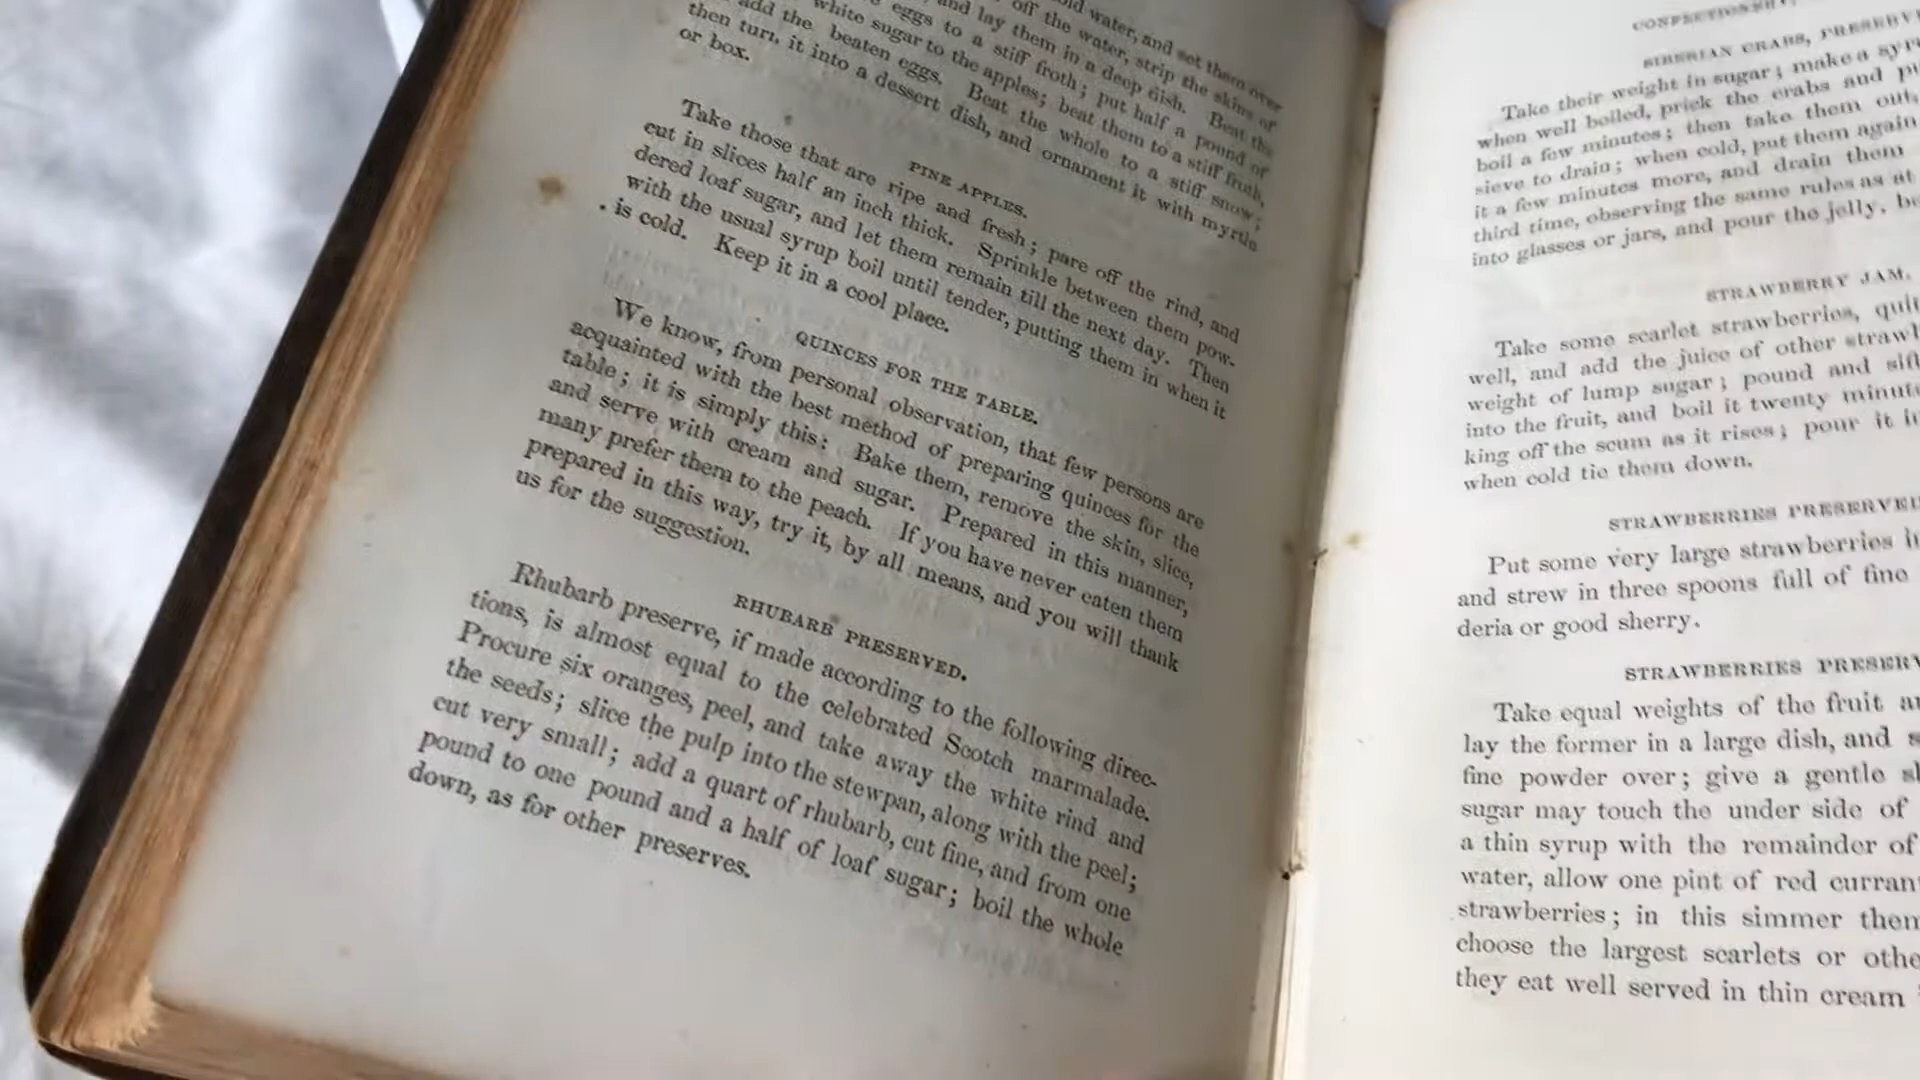 old water, and set them over
off the water, strip the skins of
and lay them in a deep dish. Beat the
eggs to a stiff froth; put half a pound of
white sugar to the apples; beat them to a stiff froth,
add the beaten eggs. Beat the whole to a stiff snow;
then turn it into a dessert dish, and ornament it with myrtle
or box.
PINE APPLES.
Take those that are ripe and fresh; pare off the rind, and
cut in slices half an inch thick. Sprinkle between them pow-
dered loaf sugar, and let them remain till the next day. Then
with the usual syrup boil until tender, putting them in when it
is cold. Keep it in a cool place.
QUINCES FOR THE TABLE.
We know, from personal observation, that few persons are
acquainted with the best method of preparing quinces for the
table; it is simply this: Bake them, remove the skin, slice,
and serve with cream and sugar. Prepared in this manner,
many prefer them to the peach. If you have never eaten them
prepared in this way, try it, by all means, and you will thank
us for the suggestion.
RHUBARB PRESERVED.
Rhubarb preserve, if made according to the following direc-
tions, is almost equal to the celebrated Scotch marmalade.
Procure six oranges, peel, and take away the white rind and
the seeds; slice the pulp into the stewpan, along with the peel;
cut very small; add a quart of rhubarb, cut fine, and from one
pound to one pound and a half of loaf sugar; boil the whole
down, as for other preserves.
CONFECTIONERY,
SIBERIAN CRABS, PRESERVE
Take their weight in sugar; make a syr
when well boiled, prick the crabs and pu
boil a few minutes; then take them out,
sieve to drain; when cold, put them again
it a few minutes more, and drain them
third time, observing the same rules as at
into glasses or jars, and pour the jelly, be
STRAWBERRY JAM.
Take some scarlet strawberries, quit
well, and add the juice of other strawb
weight of lump sugar; pound and sift
into the fruit, and boil it twenty minut
king off the scum as it rises; pour it i
when cold tie them down.
STRAWBERRIES PRESERVED
Put some very large strawberries i
and strew in three spoons full of fine
deria or good sherry.
STRAWBERRIES PRESERV
Take equal weights of the fruit a
lay the former in a large dish, and s
fine powder over; give a gentle sh
sugar may touch the under side of
a thin syrup with the remainder of
water, allow one pint of red curran
strawberries; in this simmer them
choose the largest scarlets or othe
they eat well served in thin cream